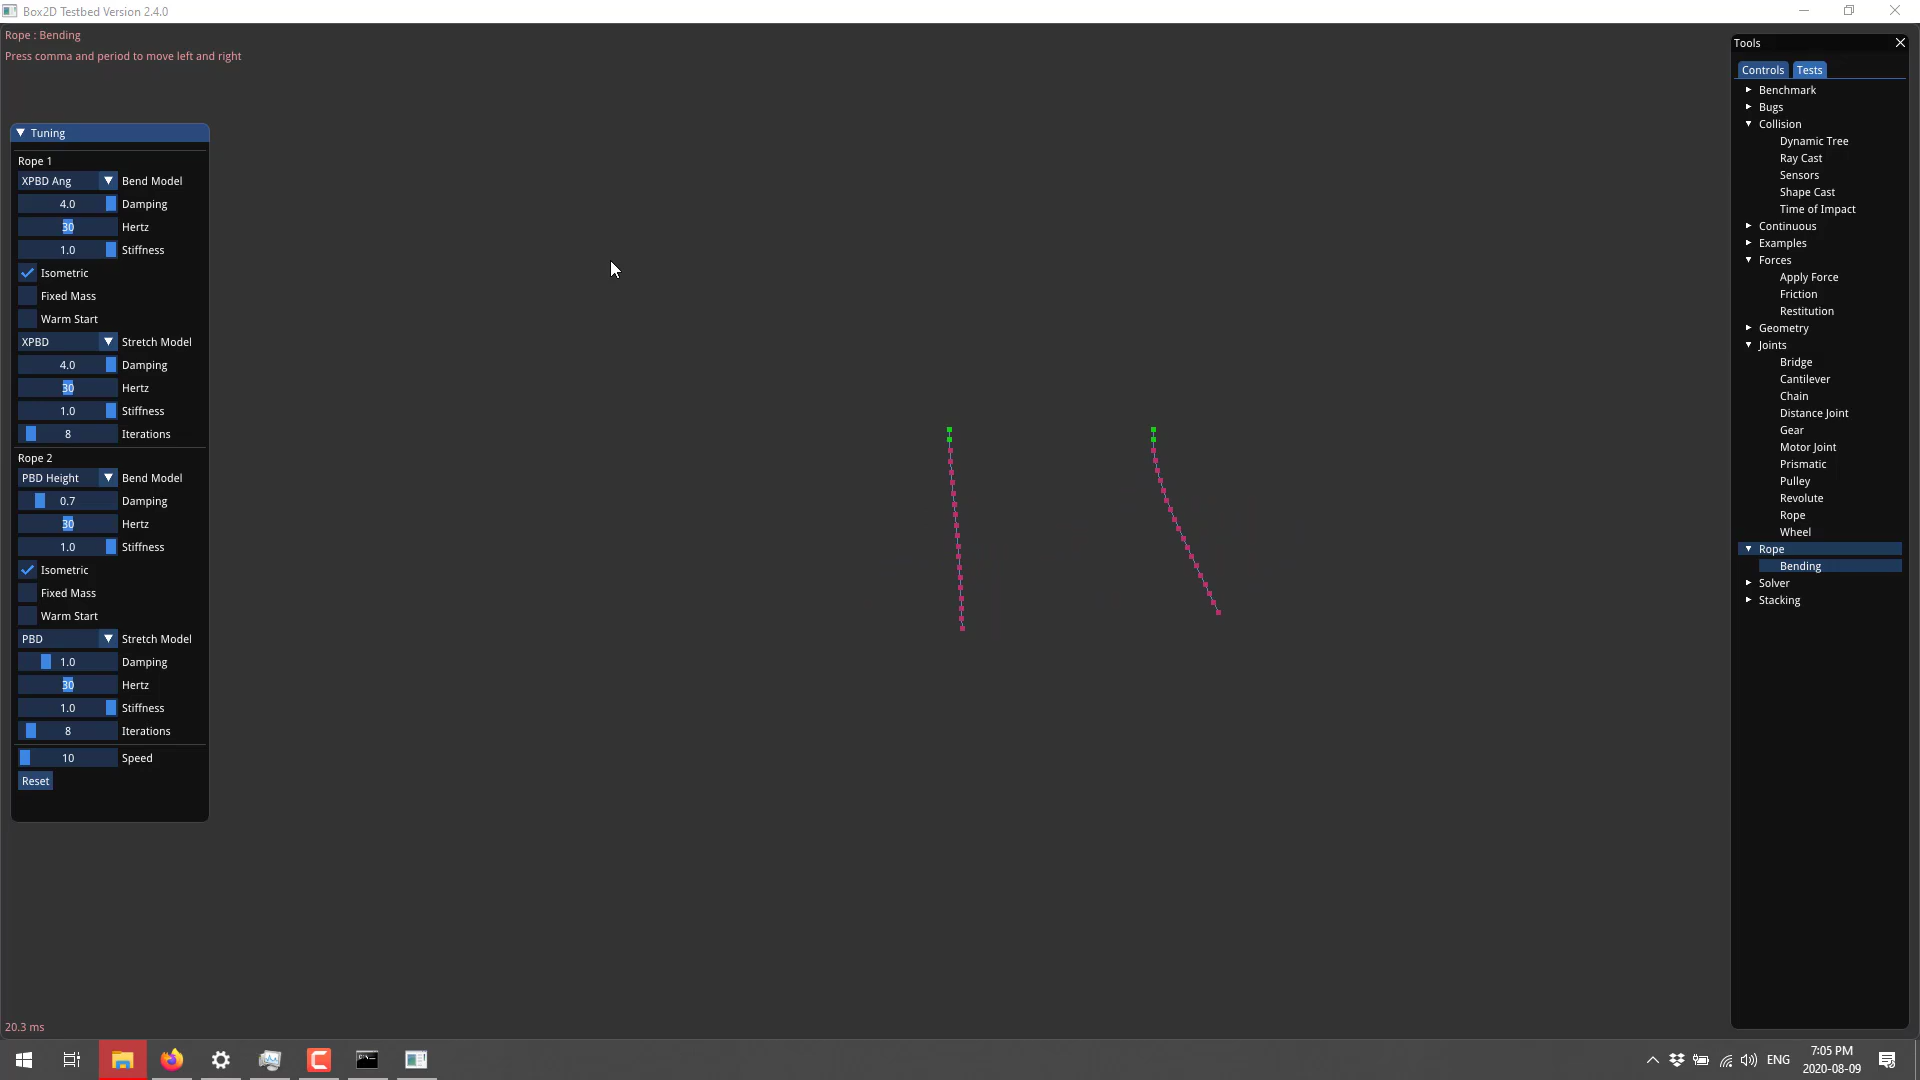 Box2D Testbed Version 2.4.0
Rope : Bending
Press comma and period to move left and right
Tuning
Rope 1
XPBD Ang Bend Model
4.0 Damping
30 Hertz
1.0 Stiffness
Isometric
Fixed Mass
Warm Start
XPBD Stretch Model
4.0 Damping
30 Hertz
1.0 Stiffness
8 Iterations
Rope 2
PBD Height Bend Model
0.7 Damping
30 Hertz
1.0 Stiffness
Isometric
Fixed Mass
Warm Start
PBD Stretch Model
1.0 Damping
30 Hertz
1.0 Stiffness
8 Iterations
10 Speed
Reset
20.3 ms
Tools
Controls Tests
Benchmark
Bugs
Collision
Dynamic Tree
Ray Cast
Sensors
Shape Cast
Time of Impact
Continuous
Examples
Forces
Apply Force
Friction
Restitution
Geometry
Joints
Bridge
Cantilever
Chain
Distance Joint
Gear
Motor Joint
Prismatic
Pulley
Revolute
Rope
Wheel
Rope
Bending
Solver
Stacking
ENG
7:05 PM
2020-08-09